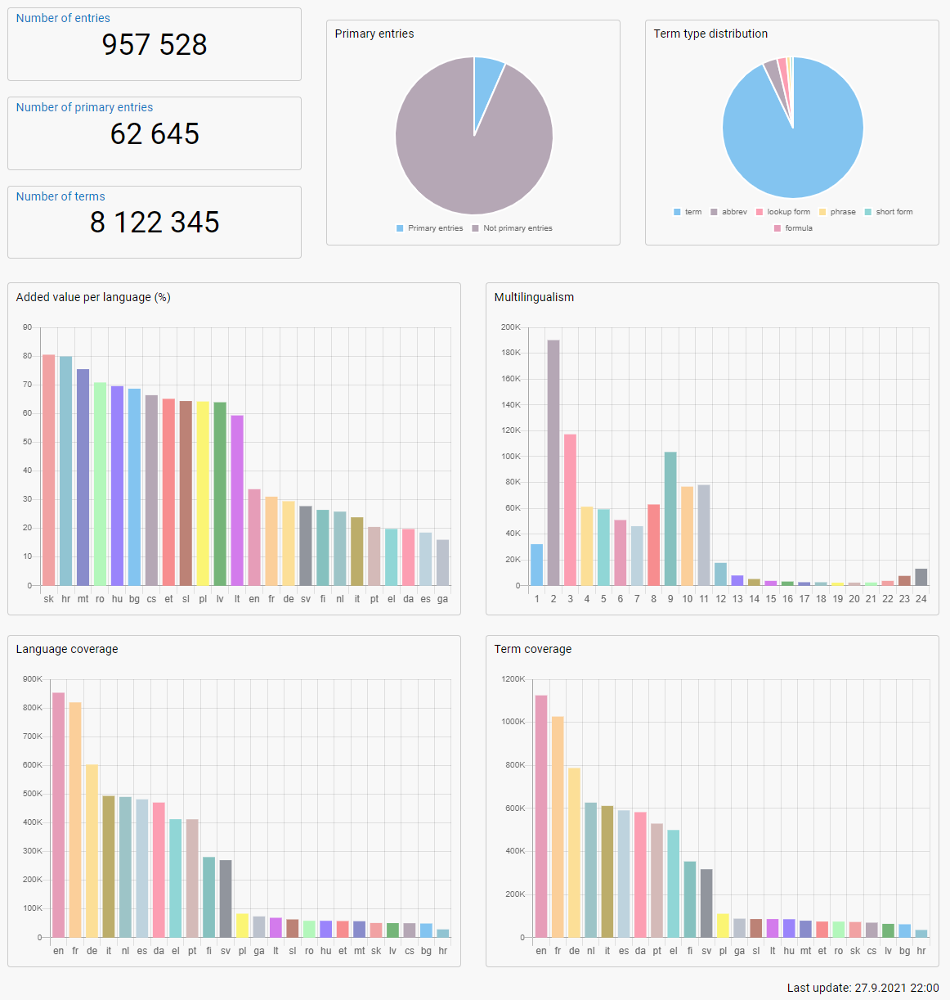 Number of entries
957 528
Number of primary entries
62 645
Number of terms
8 122 345
Primary entries
Primary entries Not primary entries
Term type distribution
term abbrev lookup form phrase short form
formula
Added value per language (%)
90
80
70
60
50
40
30
20
10
0
sk hr mt ro hu bg cs et sl pl lv lt en fr de sv fi nl it pt el da es ga
Multilingualism
200K
180K
160K
140K
120K
100K
80K
60K
40K
20K
0
1 2 3 4 5 6 7 8 9 10 11 12 13 14 15 16 17 18 19 20 21 22 23 24
Language coverage
900K
800K
700K
600K
500K
400K
300K
200K
100K
0
en fr de it nl es da el pt fi sv pl ga lt sl ro hu et mt sk lv cs bg hr
Term coverage
1200K
1000K
800K
600K
400K
200K
0
en fr de nl it es da pt el fi sv pl ga sl lt hu mt et ro sk cs lv bg hr
Last update: 27.9.2021 22:00